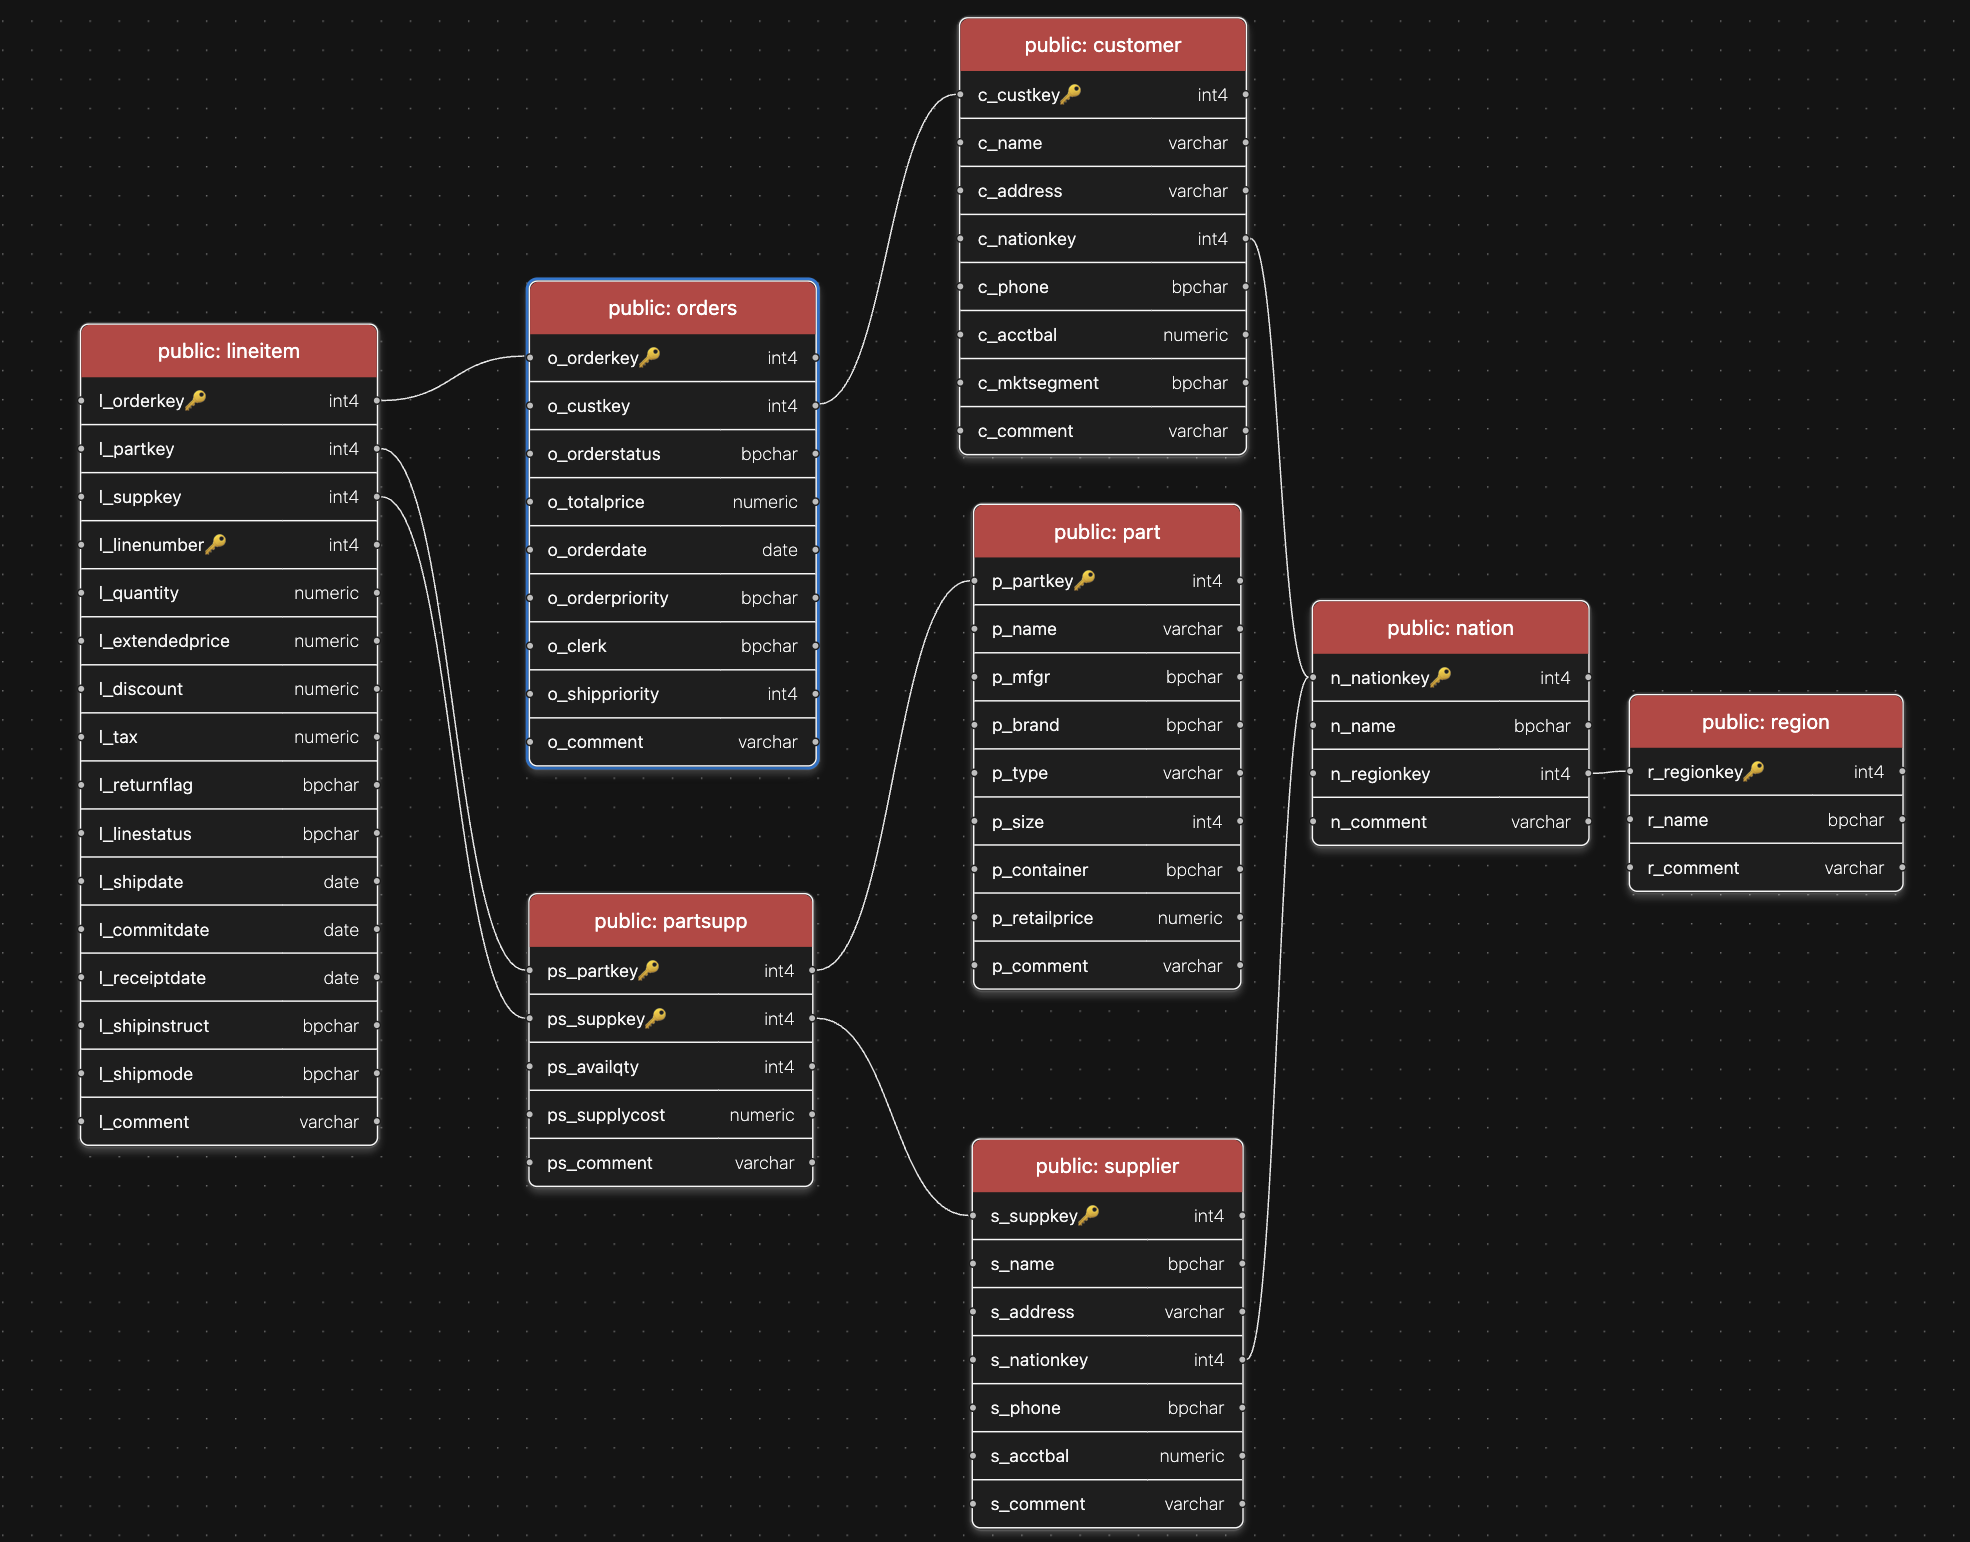 public: customer
c_custkey🔑 int4
c_name varchar
c_address varchar
c_nationkey int4
c_phone bpchar
c_acctbal numeric
c_mktsegment bpchar
c_comment varchar
public: orders
o_orderkey🔑 int4
o_custkey int4
o_orderstatus bpchar
o_totalprice numeric
o_orderdate date
o_orderpriority bpchar
o_clerk bpchar
o_shippriority int4
o_comment varchar
public: lineitem
l_orderkey🔑 int4
l_partkey int4
l_suppkey int4
l_linenumber🔑 int4
l_quantity numeric
l_extendedprice numeric
l_discount numeric
l_tax numeric
l_returnflag bpchar
l_linestatus bpchar
l_shipdate date
l_commitdate date
l_receiptdate date
l_shipinstruct bpchar
l_shipmode bpchar
l_comment varchar
public: part
p_partkey🔑 int4
p_name varchar
p_mfgr bpchar
p_brand bpchar
p_type varchar
p_size int4
p_container bpchar
p_retailprice numeric
p_comment varchar
public: nation
n_nationkey🔑 int4
n_name bpchar
n_regionkey int4
n_comment varchar
public: region
r_regionkey🔑 int4
r_name bpchar
r_comment varchar
public: partsupp
ps_partkey🔑 int4
ps_suppkey🔑 int4
ps_availqty int4
ps_supplycost numeric
ps_comment varchar
public: supplier
s_suppkey🔑 int4
s_name bpchar
s_address varchar
s_nationkey int4
s_phone bpchar
s_acctbal numeric
s_comment varchar